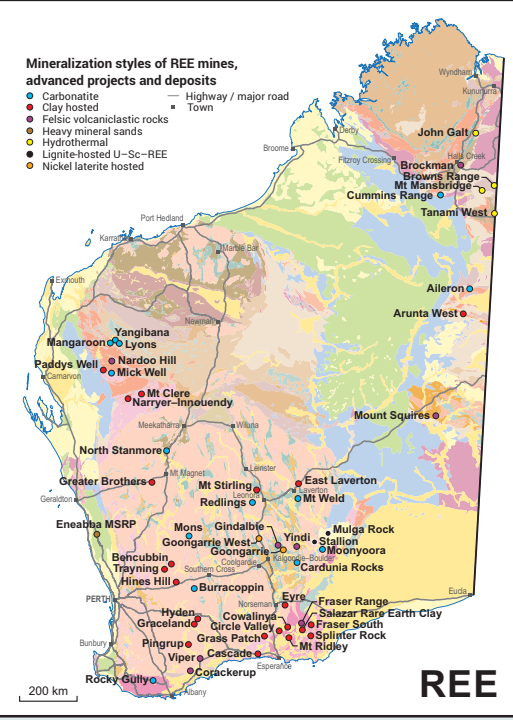 Mineralization styles of REE mines,
advanced projects and deposits
Carbonatite
Clay hosted
Felsic volcaniclastic rocks
Heavy mineral sands
Hydrothermal
Lignite-hosted U–Sc–REE
Nickel laterite hosted
Highway / major road
Town
Wyndham
Kununurra
John Galt
Derby
Broome
Fitzroy Crossing
Halls Creek
Brockman
Browns Range
Mt Mansbridge
Cummins Range
Tanami West
Port Hedland
Karratha
Marble Bar
Exmouth
Aileron
Arunta West
Newman
Yangibana
Mangaroon
Lyons
Nardoo Hill
Paddys Well
Mick Well
Carnarvon
Mt Clere
Narryer–Innouendy
Mount Squires
Meekatharra
Wiluna
North Stanmore
Mt Magnet
Leinster
Greater Brothers
Mt Stirling
East Laverton
Leonora
Laverton
Redlings
Mt Weld
Geraldton
Eneabba MSRP
Mons
Gindalbie
Mulga Rock
Goongarrie West
Yindi
Stallion
Goongarrie
Moonyoora
Kalgoorlie–Boulder
Bencubbin
Coolgardie
Cardunia Rocks
Trayning
Southern Cross
Hines Hill
Burracoppin
Eucla
PERTH
Norseman
Eyre
Fraser Range
Hyden
Cowalinya
Salazar Rare Earth Clay
Graceland
Circle Valley
Fraser South
Bunbury
Grass Patch
Splinter Rock
Pingrup
Mt Ridley
Viper
Cascade
Esperance
Corackerup
Rocky Gully
Albany
200 km
REE